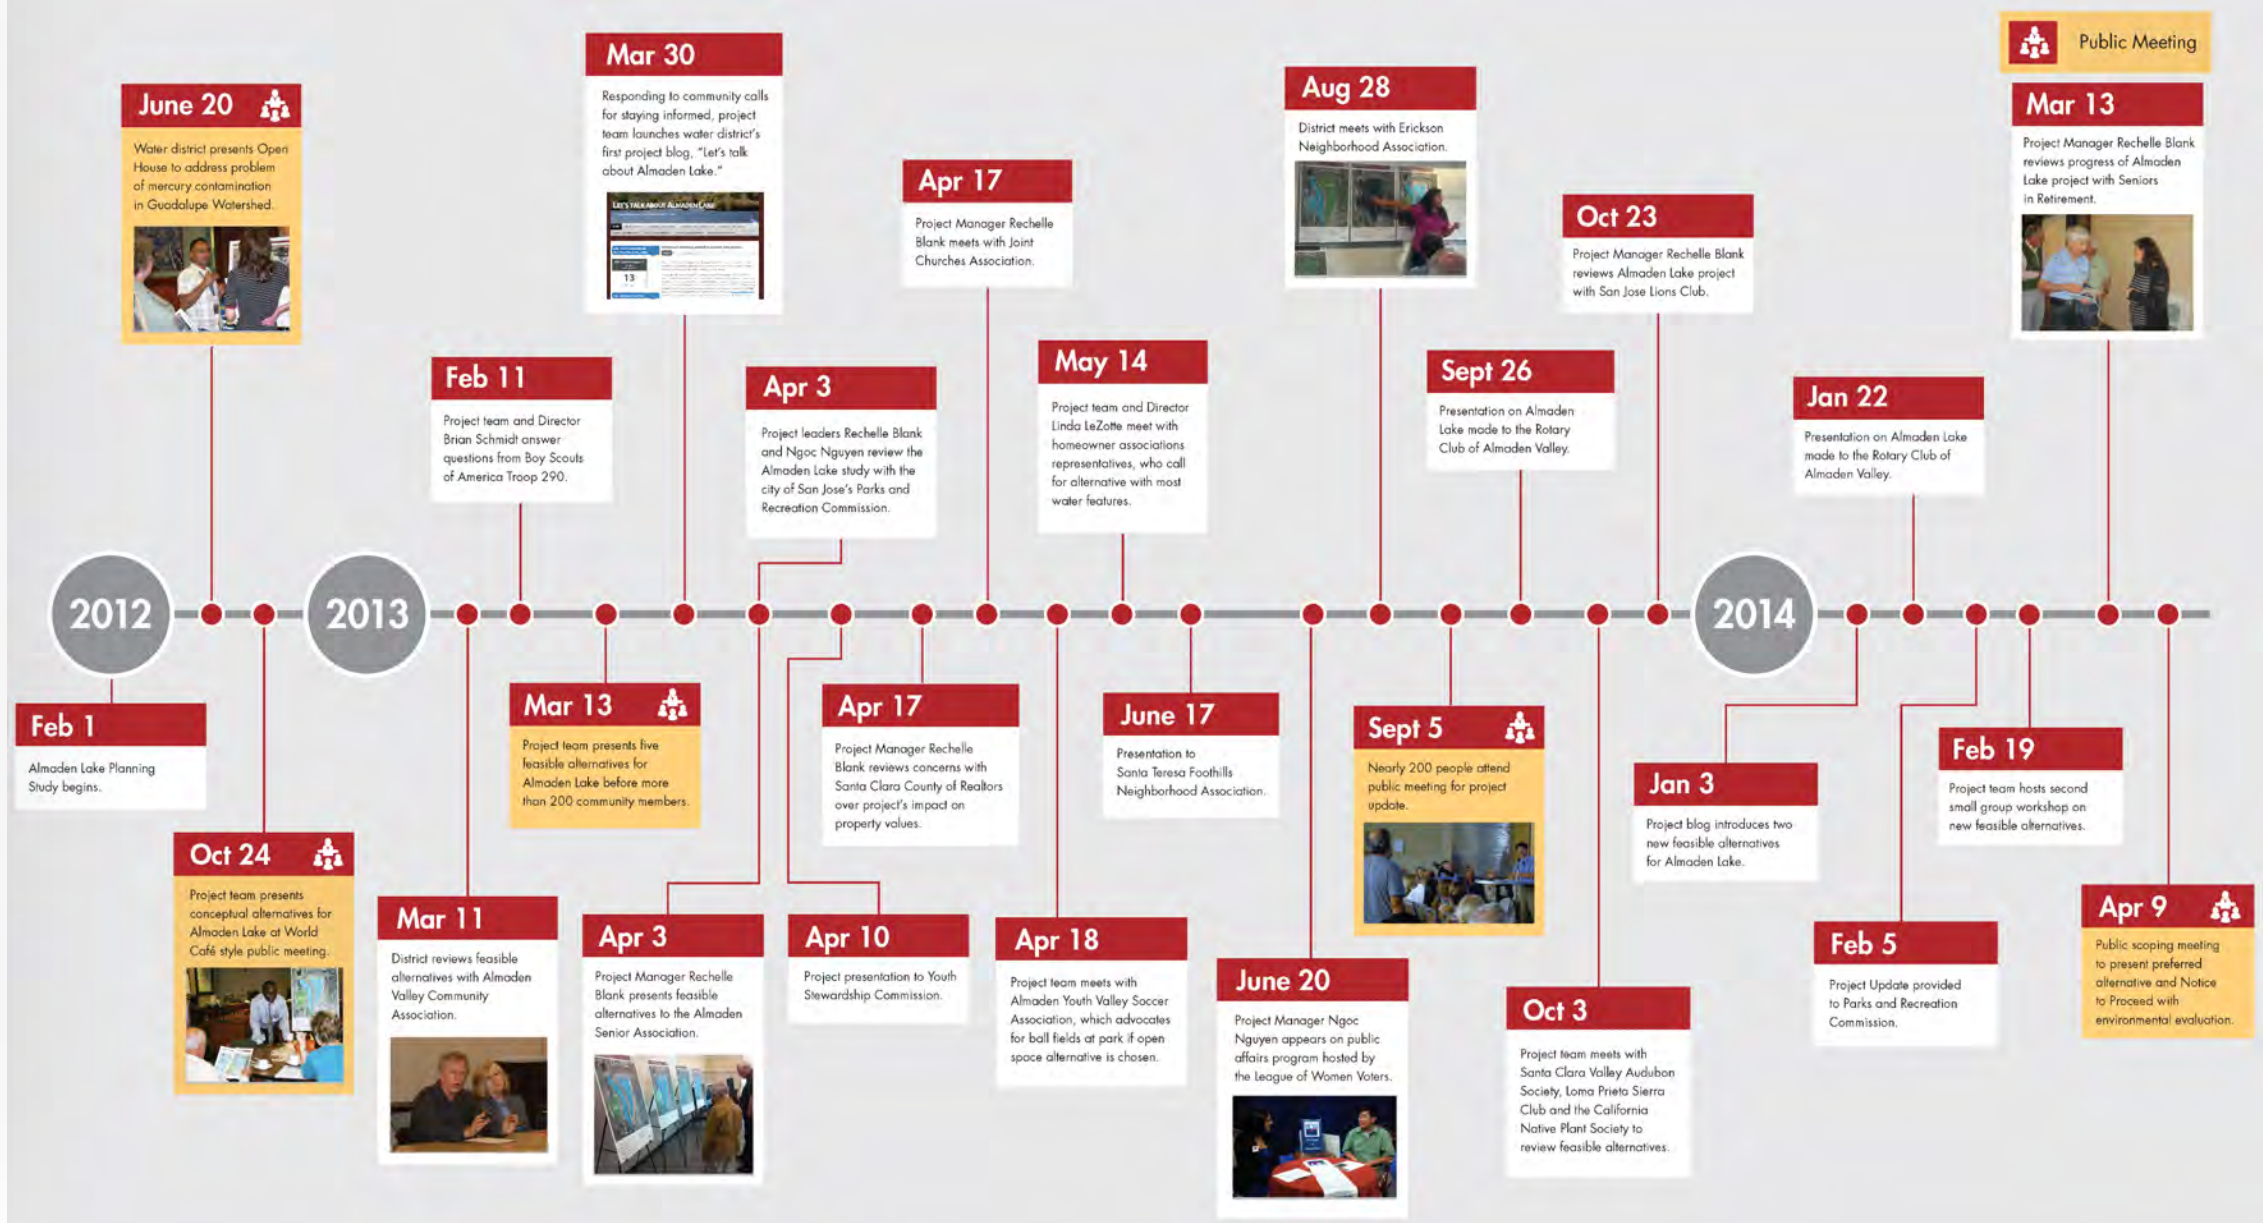 Public Meeting
June 20
Water district presents Open
House to address problem
of mercury contamination
in Guadalupe Watershed.
Mar 30
Responding to community calls
for staying informed, project
team launches water district's
first project blog, "Let's talk
about Almaden Lake."
LET'S TALK ABOUT ALMADEN LAKE
13
Feb 11
Project team and Director
Brian Schmidt answer
questions from Boy Scouts
of America Troop 290.
Apr 3
Project leaders Rechelle Blank
and Ngoc Nguyen review the
Almaden Lake study with the
city of San Jose's Parks and
Recreation Commission.
Apr 17
Project Manager Rechelle
Blank meets with Joint
Churches Association.
May 14
Project team and Director
Linda LeZotte meet with
homeowner associations
representatives, who call
for alternative with most
water features.
Aug 28
District meets with Erickson
Neighborhood Association.
Sept 26
Presentation on Almaden
Lake made to the Rotary
Club of Almaden Valley.
Oct 23
Project Manager Rechelle Blank
reviews Almaden Lake project
with San Jose Lions Club.
Jan 22
Presentation on Almaden Lake
made to the Rotary Club of
Almaden Valley.
Mar 13
Project Manager Rechelle Blank
reviews progress of Almaden
Lake project with Seniors
in Retirement.
2012
2013
2014
Feb 1
Almaden Lake Planning
Study begins.
Oct 24
Project team presents
conceptual alternatives for
Almaden Lake at World
Café style public meeting.
Mar 11
District reviews feasible
alternatives with Almaden
Valley Community
Association.
Mar 13
Project team presents five
feasible alternatives for
Almaden Lake before more
than 200 community members.
Apr 3
Project Manager Rechelle
Blank presents feasible
alternatives to the Almaden
Senior Association.
Apr 10
Project presentation to Youth
Stewardship Commission.
Apr 17
Project Manager Rechelle
Blank reviews concerns with
Santa Clara County of Realtors
over project's impact on
property values.
Apr 18
Project team meets with
Almaden Youth Valley Soccer
Association, which advocates
for ball fields at park if open
space alternative is chosen.
June 17
Presentation to
Santa Teresa Foothills
Neighborhood Association.
June 20
Project Manager Ngoc
Nguyen appears on public
affairs program hosted by
the League of Women Voters.
Sept 5
Nearly 200 people attend
public meeting for project
update.
Oct 3
Project team meets with
Santa Clara Valley Audubon
Society, Loma Prieta Sierra
Club and the California
Native Plant Society to
review feasible alternatives.
Jan 3
Project blog introduces two
new feasible alternatives
for Almaden Lake.
Feb 5
Project Update provided
to Parks and Recreation
Commission.
Feb 19
Project team hosts second
small group workshop on
new feasible alternatives.
Apr 9
Public scoping meeting
to present preferred
alternative and Notice
to Proceed with
environmental evaluation.